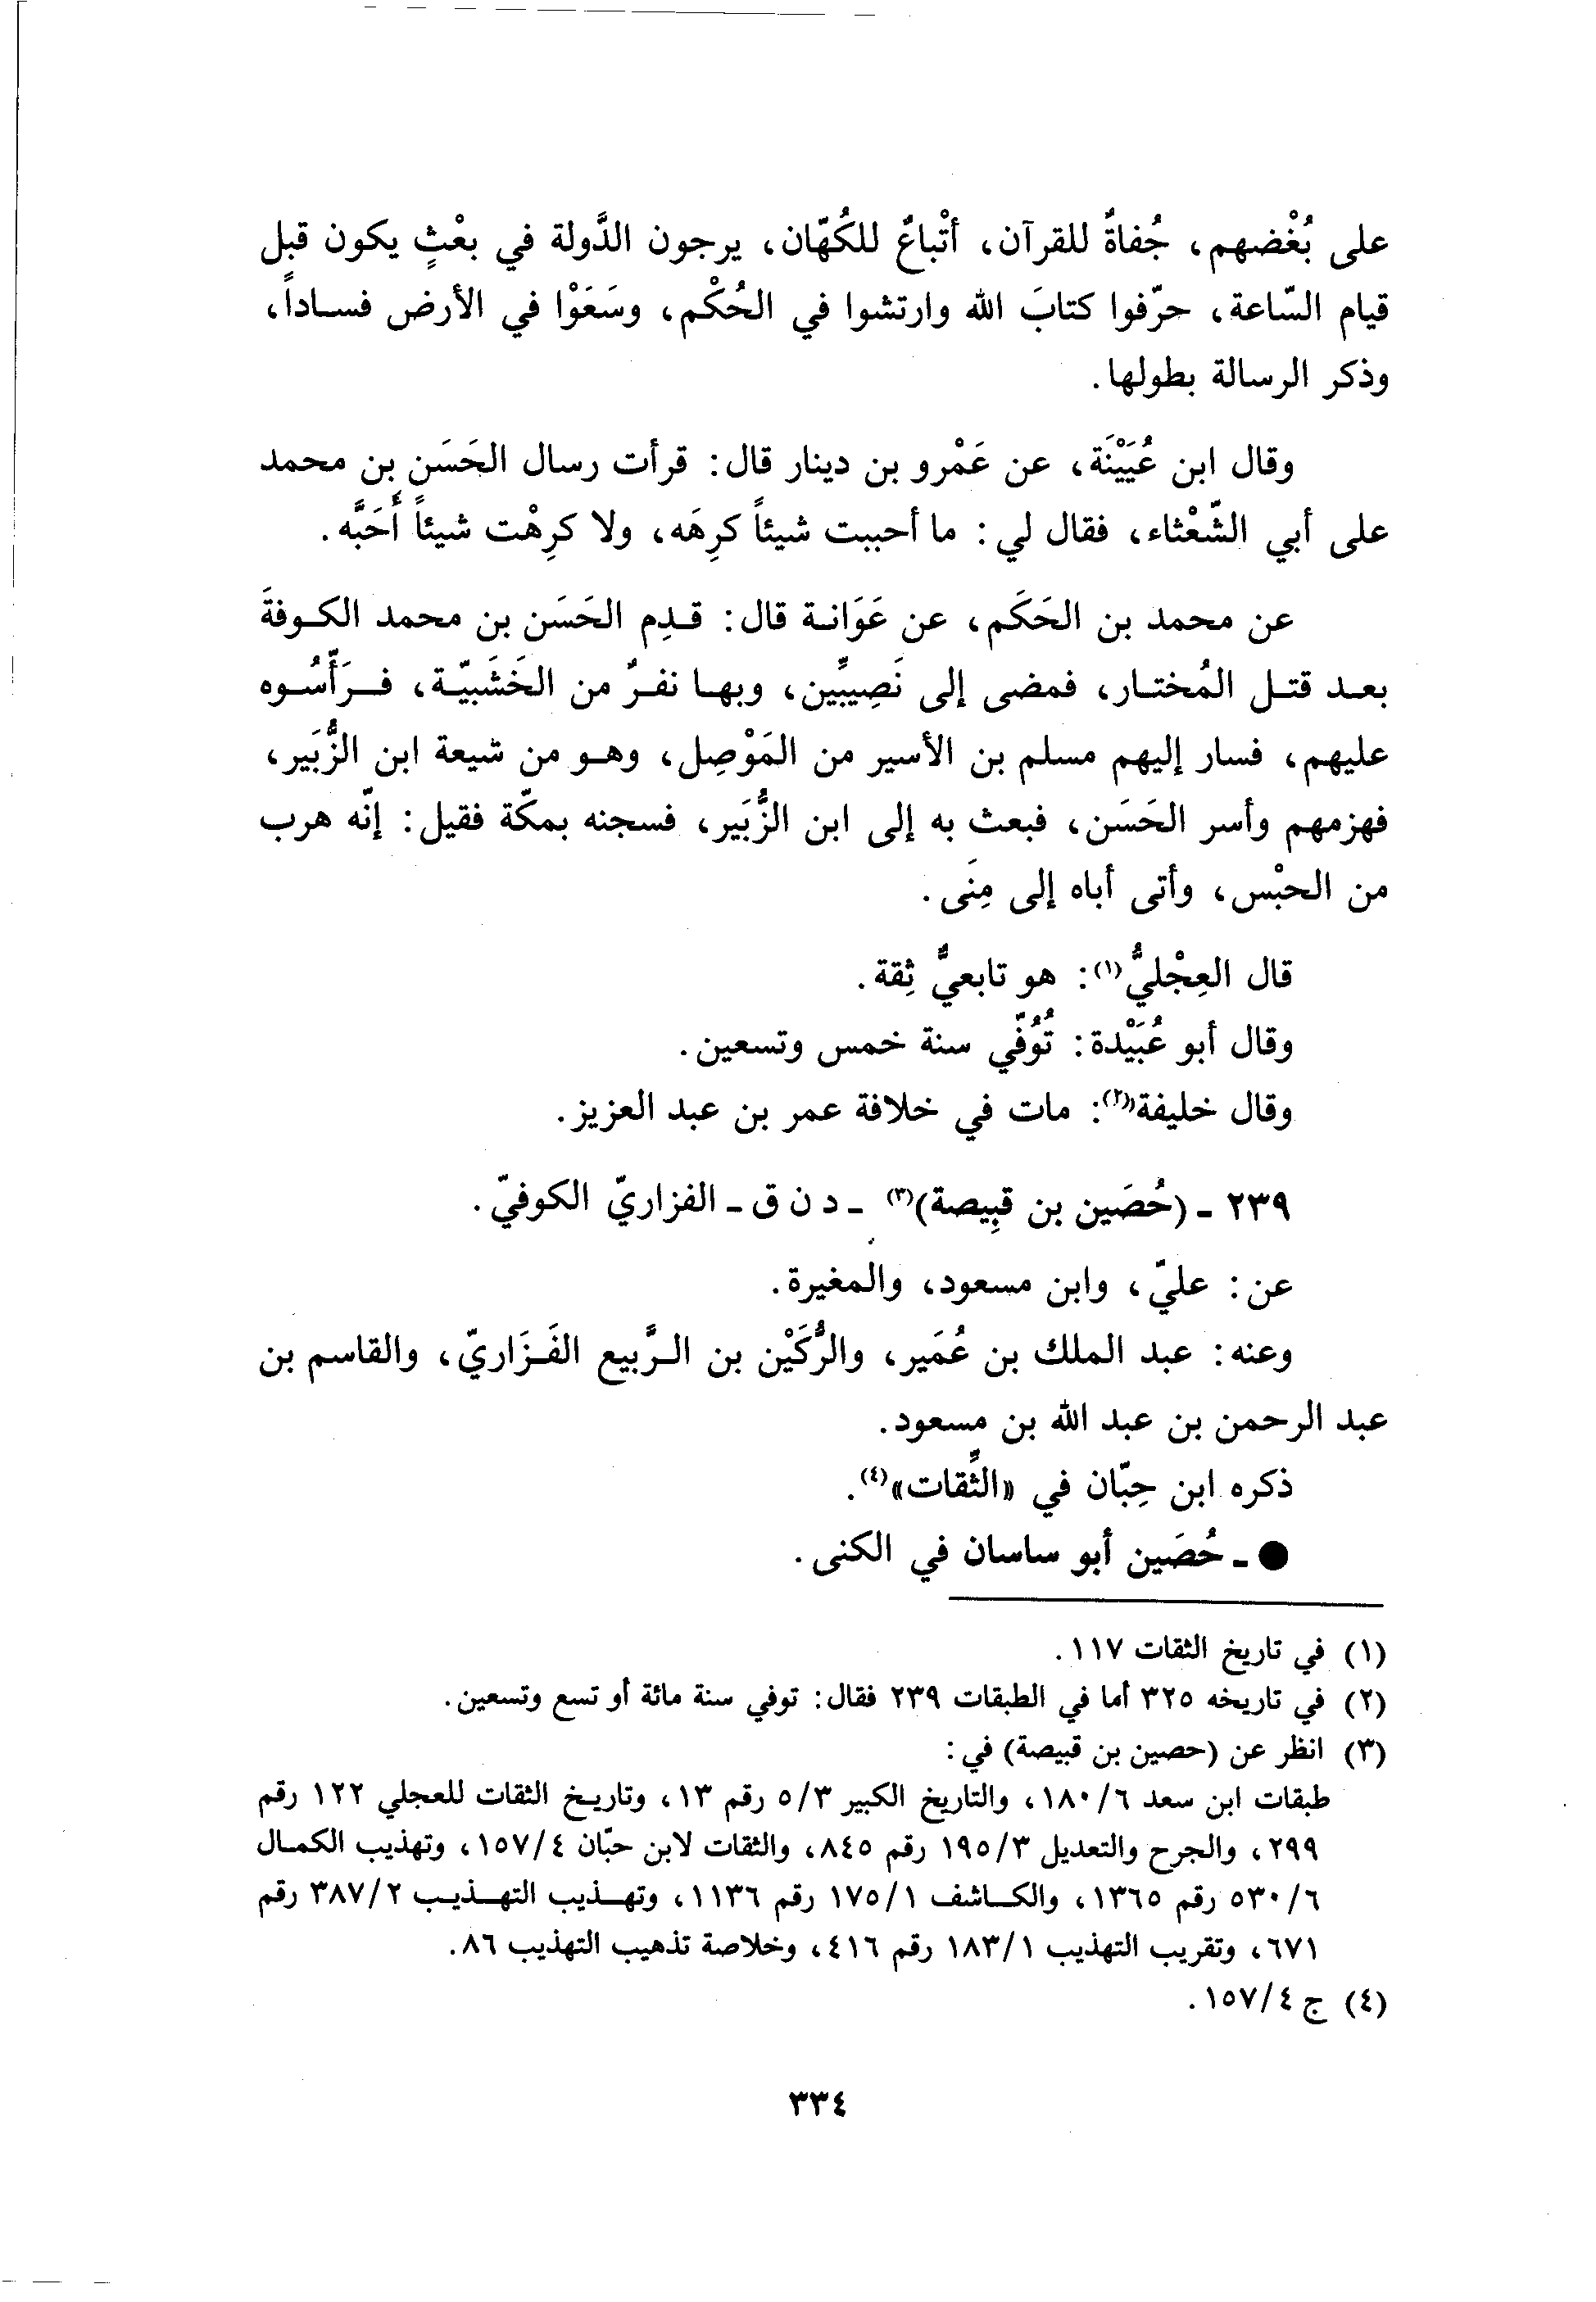 على بُغْضهم، جُفاةٌ للقرآن، أتْباعٌ للكُهّان، يرجون الدَّولة في بعْثٍ يكون قبل
قيام السّاعة، حرّفوا كتابَ الله وارتشوا في الحُكْم، وسَعَوْا في الأرض فساداً،
وذكر الرسالة بطولها.
وقال ابن عُيَيْنَة، عن عَمْرو بن دينار قال: قرأت رسال الحَسَن بن محمد
على أبي الشّعْثاء، فقال لي: ما أحببت شيئاً كرِهَه، ولا كرِهْت شيئاً أَحَبَّه.
عن محمد بن الحَكَم، عن عَوَانة قال: قدِم الحَسَن بن محمد الكوفةَ
بعد قتل المُختار، فمضى إلى نَصِيبِّين، وبها نفرٌ من الخَشَبيّة، فرَأَّسُوه
عليهم، فسار إليهم مسلم بن الأسير من المَوْصِل، وهو من شيعة ابن الزُّبَير،
فهزمهم وأسر الحَسَن، فبعث به إلى ابن الزُّبَير، فسجنه بمكّة فقيل: إنّه هرب
من الحبْس، وأتى أباه إلى مِنَى.
قال العِجْليُّ(١): هو تابعيٌّ ثِقة.
وقال أبو عُبَيْدة: تُوُفّي سنة خمس وتسعين.
وقال خليفة(٢): مات في خلافة عمر بن عبد العزيز.
٢٣٩ - (حُصَين بن قبِيصة)(٣) - د ن ق - الفزاريّ الكوفيّ.
عن: عليّ، وابن مسعود، والمغيرة.
وعنه: عبد الملك بن عُمَير، والرُّكَيْن بن الرَّبيع الفَزَاريّ، والقاسم بن
عبد الرحمن بن عبد الله بن مسعود.
ذكره ابن حِبّان في «الثِّقات»(٤).
● - حُصَين أبو ساسان في الكنى.
(١) في تاريخ الثقات ١١٧.
(٢) في تاريخه ٣٢٥ أما في الطبقات ٢٣٩ فقال: توفي سنة مائة أو تسع وتسعين.
(٣) انظر عن (حصين بن قبيصة) في:
طبقات ابن سعد ٦/ ١٨٠، والتاريخ الكبير ٥/٣ رقم ١٣، وتاريخ الثقات للعجلي ١٢٢ رقم
٢٩٩، والجرح والتعديل ١٩٥/٣ رقم ٨٤٥، والثقات لابن حبّان ١٥٧/٤، وتهذيب الكمال
٥٣٠/٦ رقم ١٣٦٥، والكاشف ١٧٥/١ رقم ١١٣٦، وتهذيب التهذيب ٣٨٧/٢ رقم
٦٧١، وتقريب التهذيب ١٨٣/١ رقم ٤١٦، وخلاصة تذهيب التهذيب ٨٦.
(٤) ج ١٥٧/٤.
٣٣٤